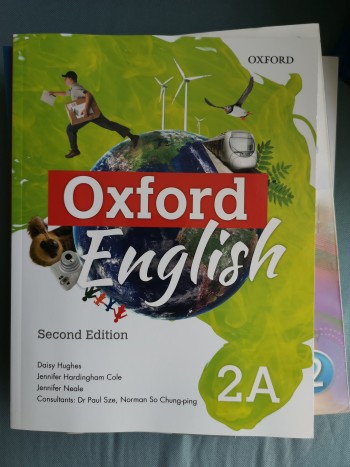 OXFORD
Oxford
English
Second Edition
Daisy Hughes
Jennifer Hardingham Cole
Jennifer Neale
Consultants: Dr Paul Sze, Norman So Chung-ping
2A
2